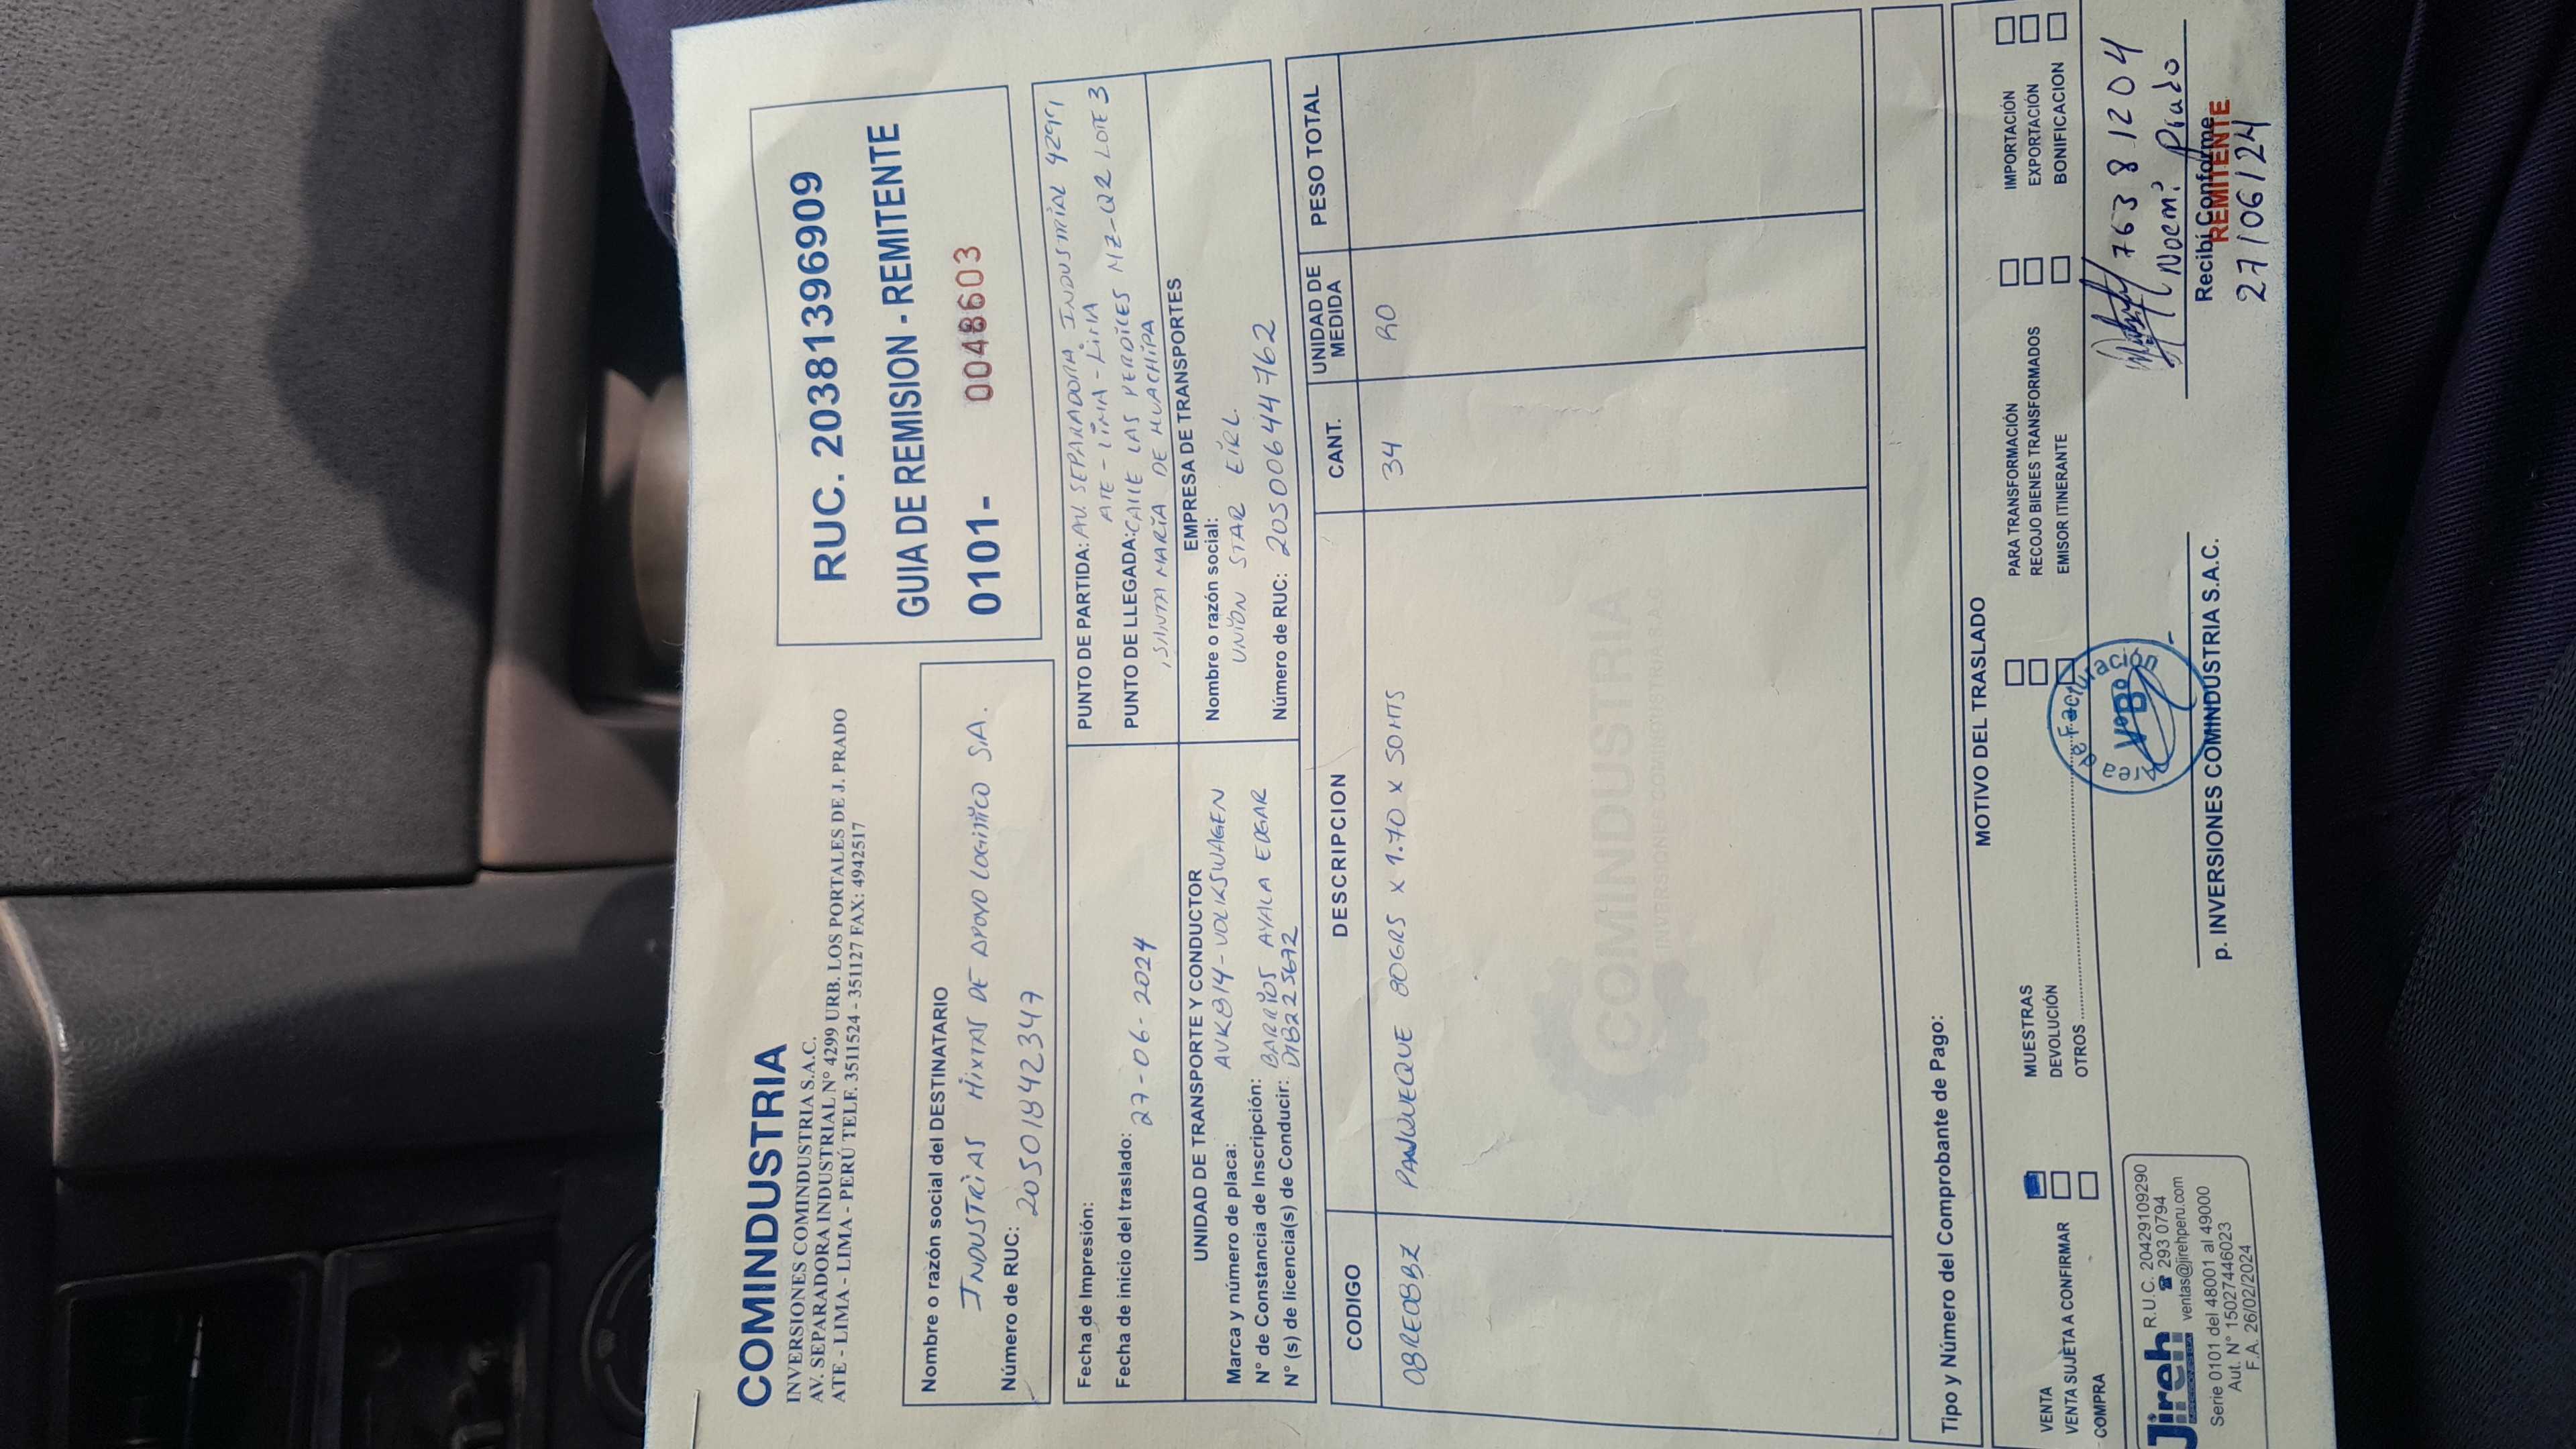 COMINDUSTRIA
INVERSIONES COMINDUSTRIA S.A.C.
AV. SEPARADORA INDUSTRIAL N° 4299 URB. LOS PORTALES DE J. PRADO
ATE - LIMA - LIMA - PERÚ TELF. 3511524 - 351127 FAX: 4942517
RUC. 20381396909
GUIA DE REMISION - REMITENTE
0101- 0048603
Nombre o razón social del DESTINATARIO
INDUSTRIAS MIXTAS DE APOYO LOGITICO S.A.
Número de RUC: 20501842347
Fecha de Impresión:
Fecha de inicio del traslado:
27-06-2024
PUNTO DE PARTIDA: AV. SEPARADORA INDUSTRIAL 4299
ATE - LIMA - LIMA
PUNTO DE LLEGADA: CALLE LAS PERDICES MZ-Q2 LOTE 3
SANTA MARIA DE HUACHIPA
UNIDAD DE TRANSPORTE Y CONDUCTOR
Marca y número de placa: AVK814-VOLKSWAGEN
N° de Constancia de Inscripción: BARRIOS AYALA EDGAR
N° (s) de licencia(s) de Conducir:
EMPRESA DE TRANSPORTES
Nombre o razón social:
UNION STAR EIRL
Número de RUC: 20500644762
CODIGO DESCRIPCION CANT. UNIDAD DE MEDIDA PESO TOTAL
08RE08BZ PANQUEQUE 80GRS x 1.70 x 50MTS 34 RO
COMINDUSTRIA
INVERSIONES COMINDUSTRIA S.A.C.
Tipo y Número del Comprobante de Pago:
MOTIVO DEL TRASLADO
VENTA
VENTA SUJETA A CONFIRMAR
COMPRA
MUESTRAS
DEVOLUCIÓN
OTROS
PARA TRANSFORMACIÓN
RECOJO BIENES TRANSFORMADOS
EMISOR ITINERANTE
IMPORTACIÓN
EXPORTACIÓN
BONIFICACION
Jireh
R.U.C. 20429109290
293 0794
ventas@jirehperu.com
Serie 0101 del 48001 al 49000
Aut. N° 15027446023
F.A. 26/02/2024
de Facturación
V°B°
p. INVERSIONES COMINDUSTRIA S.A.C.
76381204
Noemi Prado
Recibí Conforme
REMITENTE
27/06/24